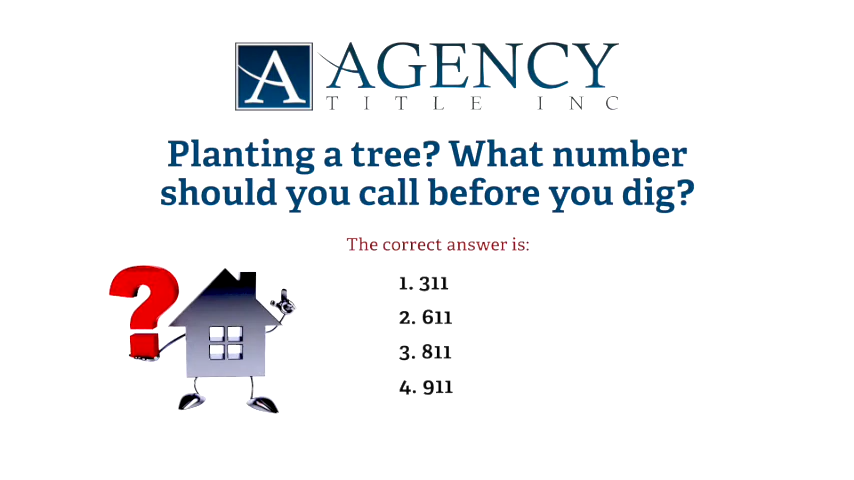 A AGENCY
TITLE INC
Planting a tree? What number
should you call before you dig?
The correct answer is:
1. 311
2. 611
3. 811
4. 911